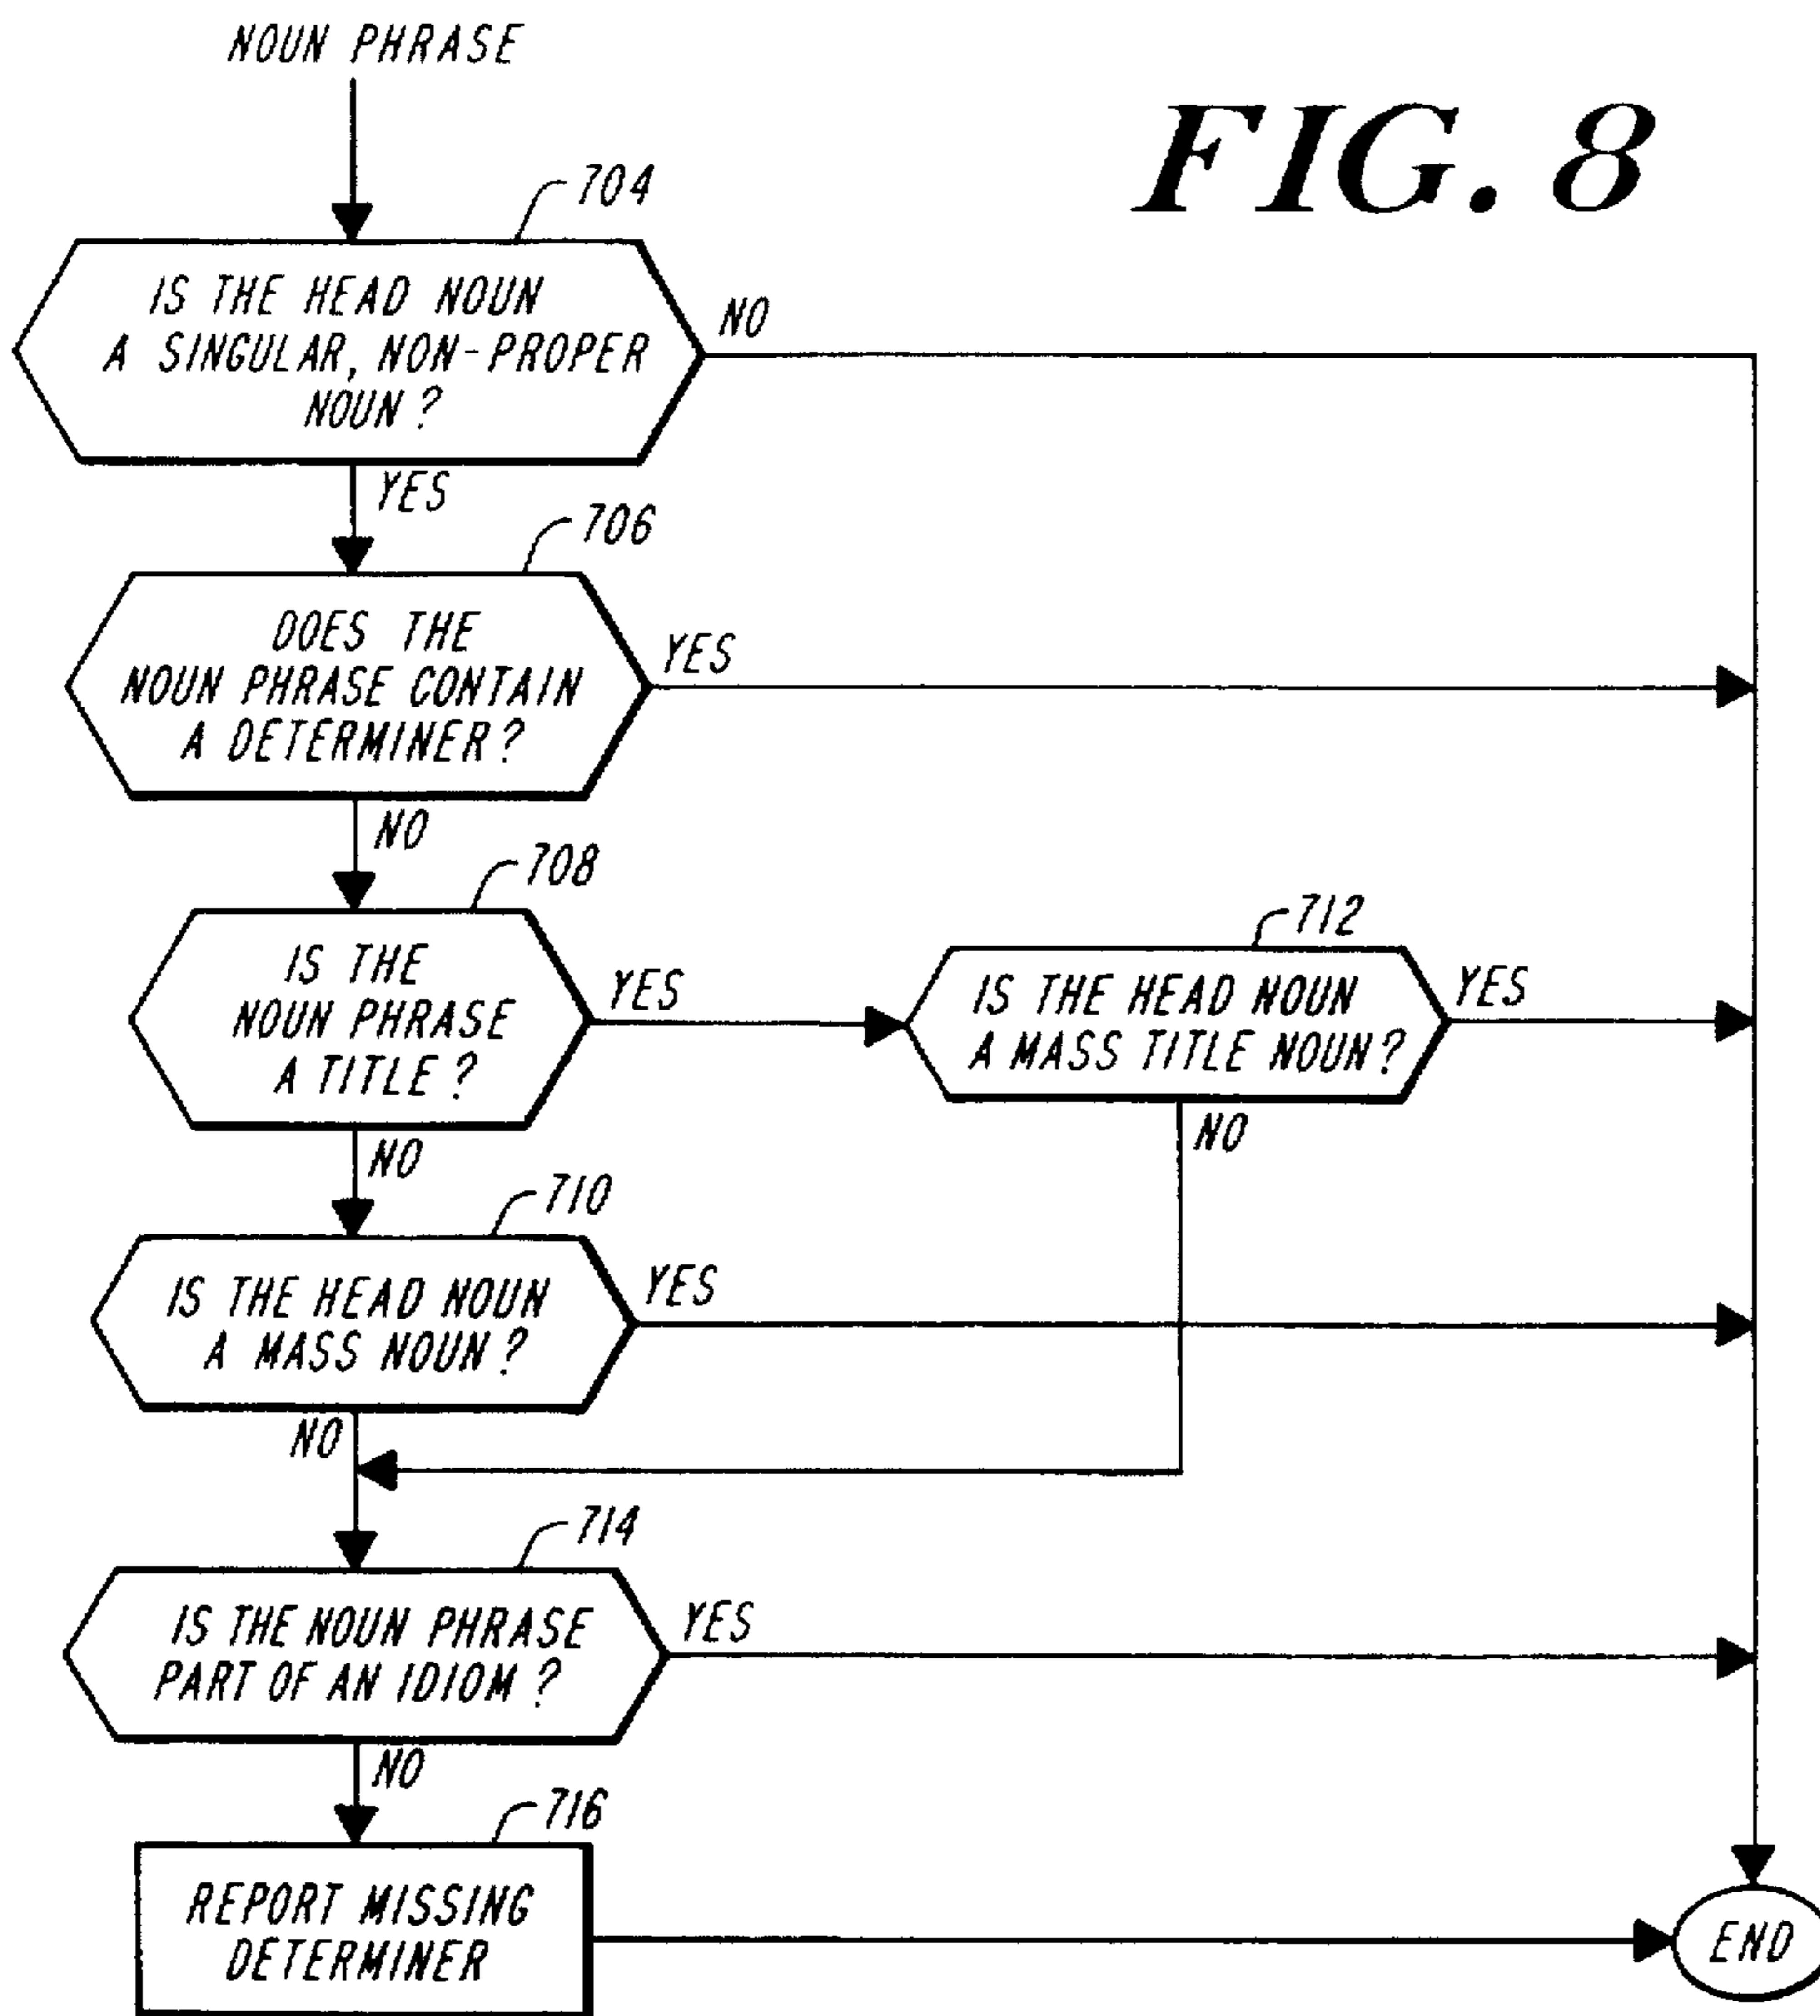 NOUN PHRASE
FIG. 8
704
IS THE HEAD NOUN
A SINGULAR, NON-PROPER
NOUN?
NO
YES
706
DOES THE
NOUN PHRASE CONTAIN
A DETERMINER?
YES
NO
708
IS THE
NOUN PHRASE
A TITLE?
YES
712
IS THE HEAD NOUN
A MASS TITLE NOUN?
YES
NO
NO
710
IS THE HEAD NOUN
A MASS NOUN?
YES
NO
714
IS THE NOUN PHRASE
PART OF AN IDIOM?
YES
NO
716
REPORT MISSING
DETERMINER
END